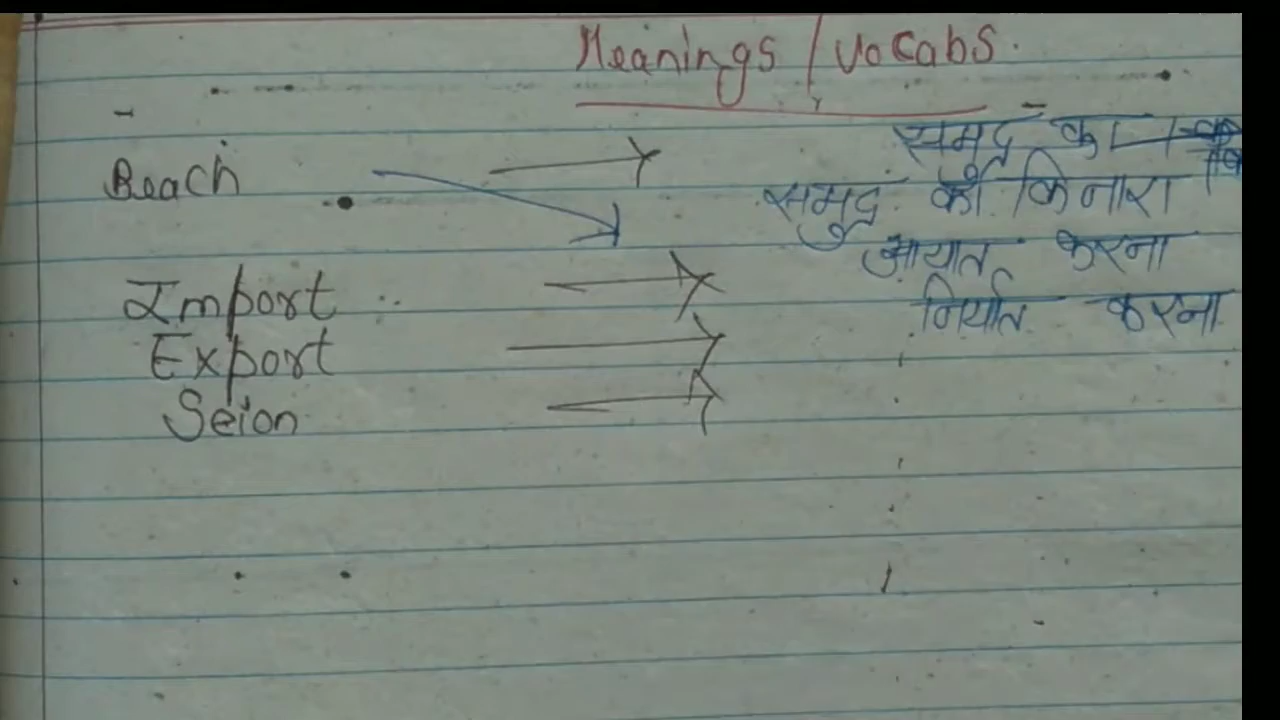 Meanings / Vocabs.
समुद्र का
Beach समुद्र का किनारा
Import आयात करना
Export निर्यात करना
Seion